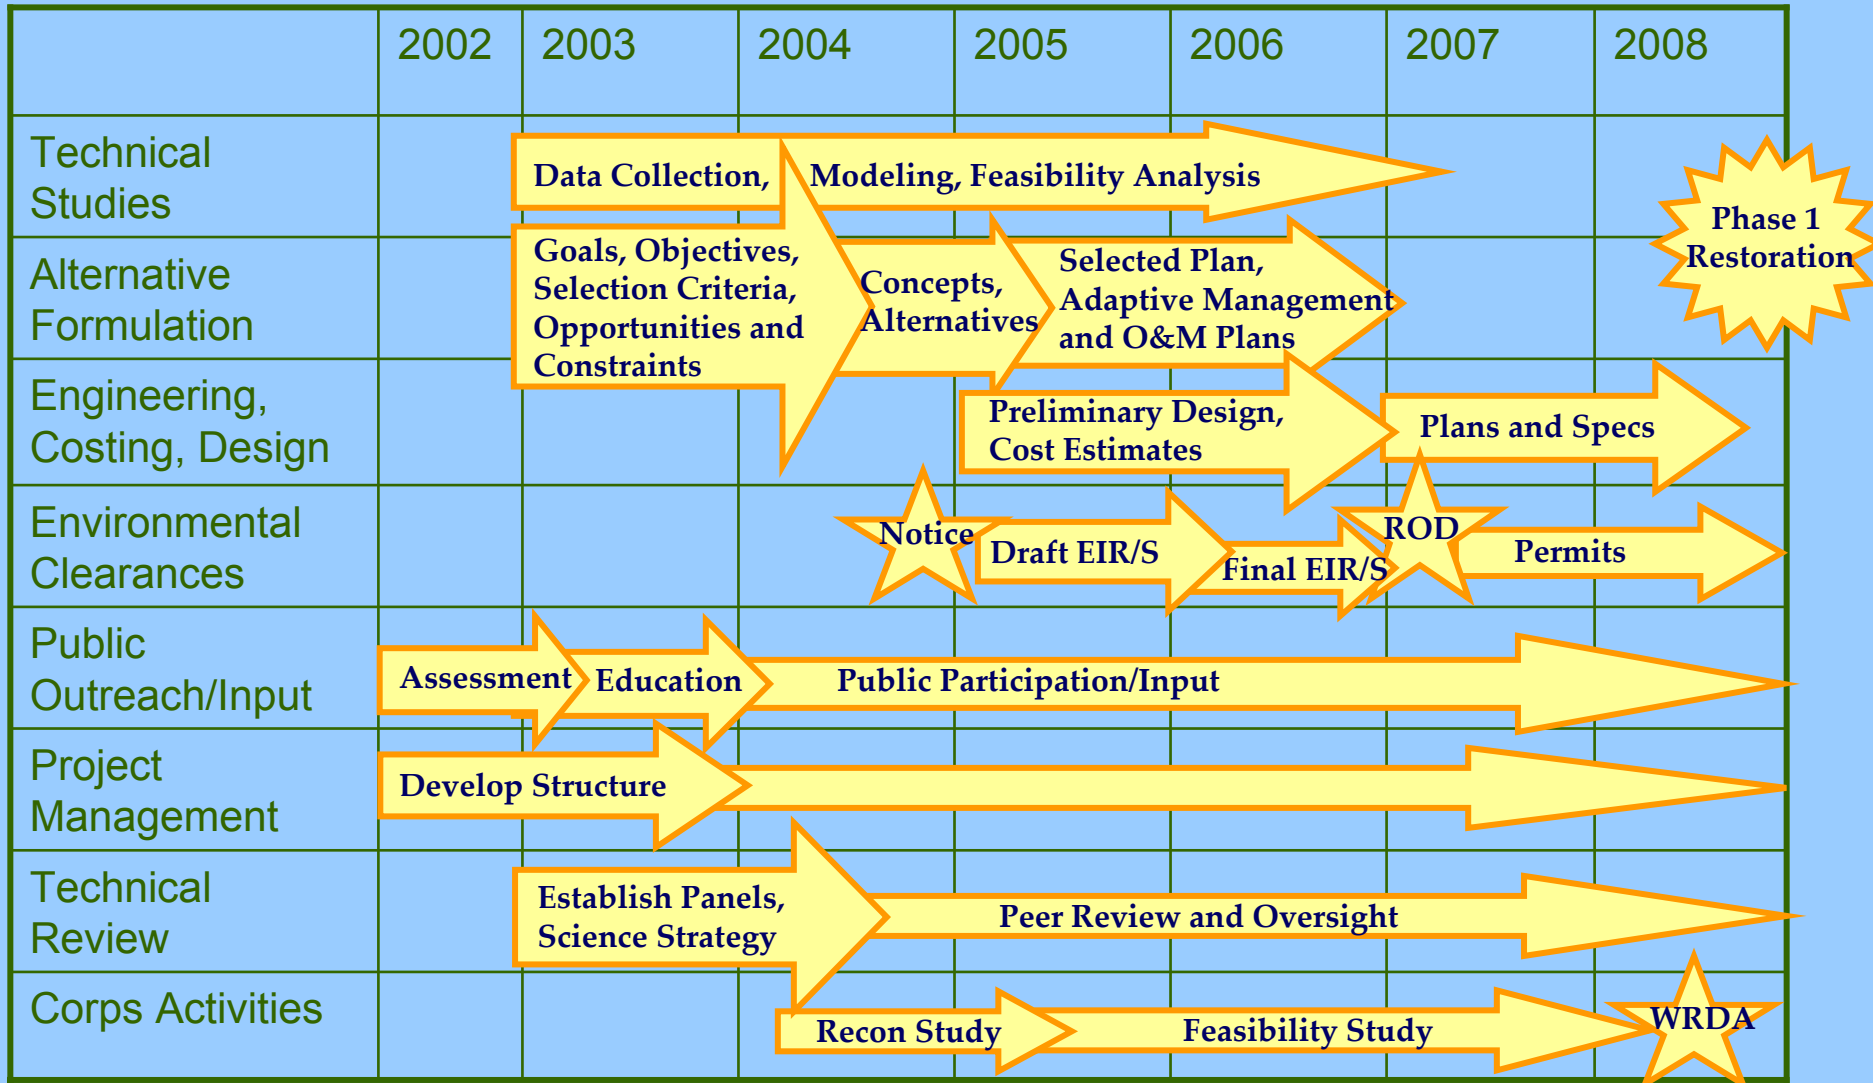 2002 2003 2004 2005 2006 2007 2008
Technical
Studies
Data Collection, Modeling, Feasibility Analysis
Phase 1
Restoration
Alternative
Formulation
Goals, Objectives,
Selection Criteria,
Opportunities and
Constraints
Concepts,
Alternatives
Selected Plan,
Adaptive Management
and O&M Plans
Engineering,
Costing, Design
Preliminary Design,
Cost Estimates
Plans and Specs
Environmental
Clearances
Notice
Draft EIR/S
Final EIR/S
ROD
Permits
Public
Outreach/Input
Assessment
Education
Public Participation/Input
Project
Management
Develop Structure
Technical
Review
Establish Panels,
Science Strategy
Peer Review and Oversight
Corps Activities
Recon Study
Feasibility Study
WRDA